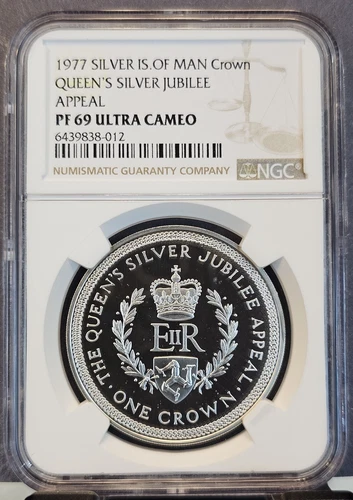 1977 SILVER IS.OF MAN Crown
QUEEN'S SILVER JUBILEE
APPEAL
PF 69 ULTRA CAMEO
6439838-012
NUMISMATIC GUARANTY COMPANY
NGC
THE QUEEN'S SILVER JUBILEE APPEAL
EIIR
ONE CROWN